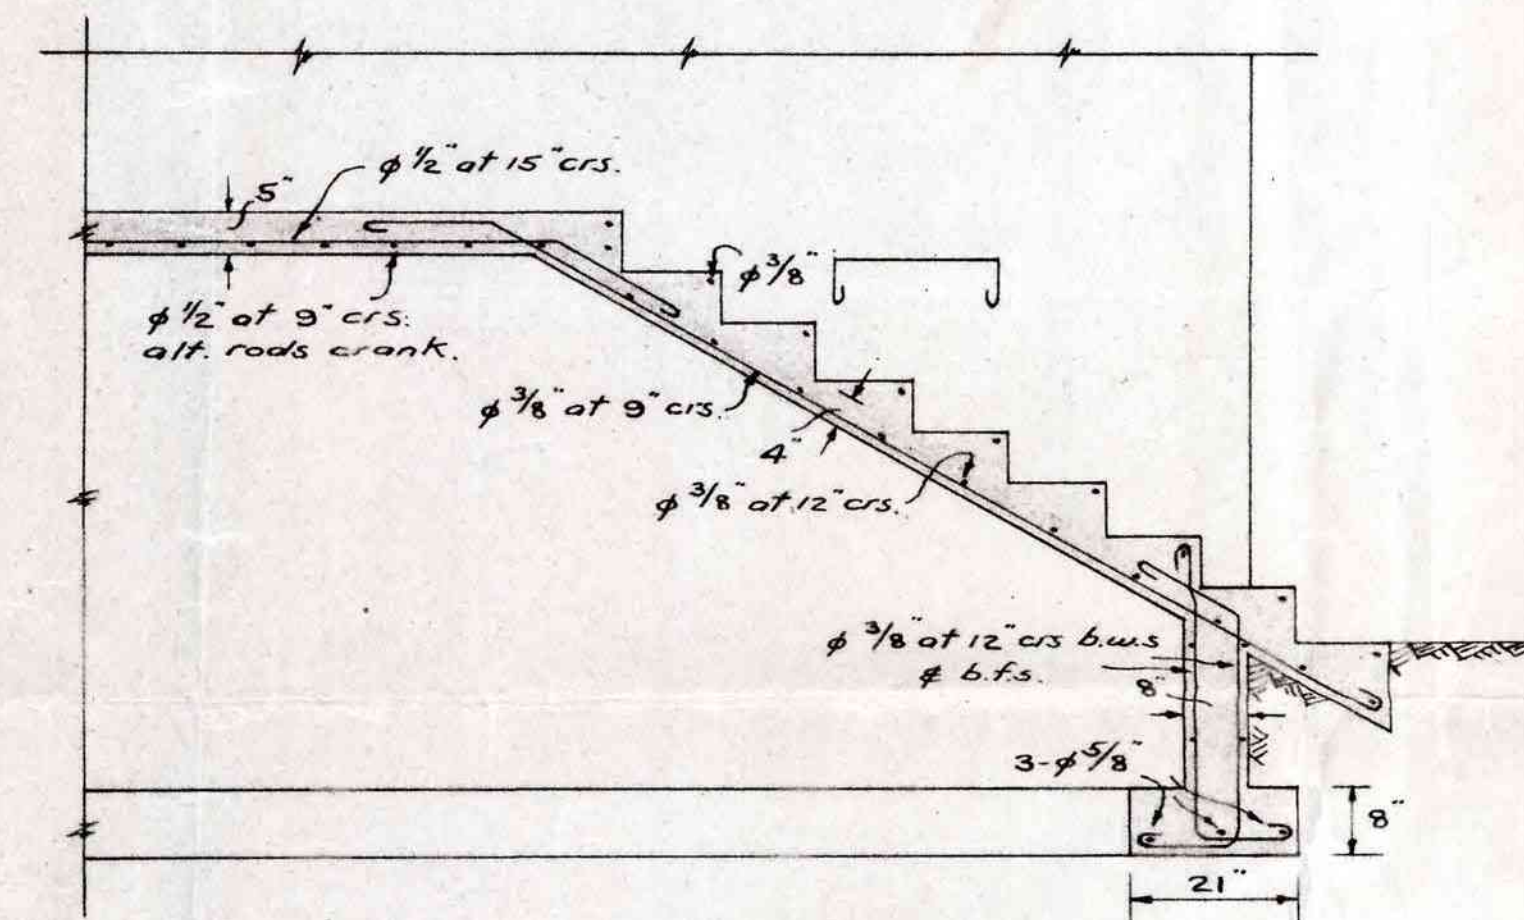 φ 1/2" at 15" crs.
5"
φ 3/8"
φ 1/2" at 9" crs.
alt. rods crank.
φ 3/8" at 9" crs.
4"
φ 3/8" at 12" crs.
φ 3/8" at 12" crs b.w.s
& b.f.s.
8"
3-φ 5/8"
8"
21"